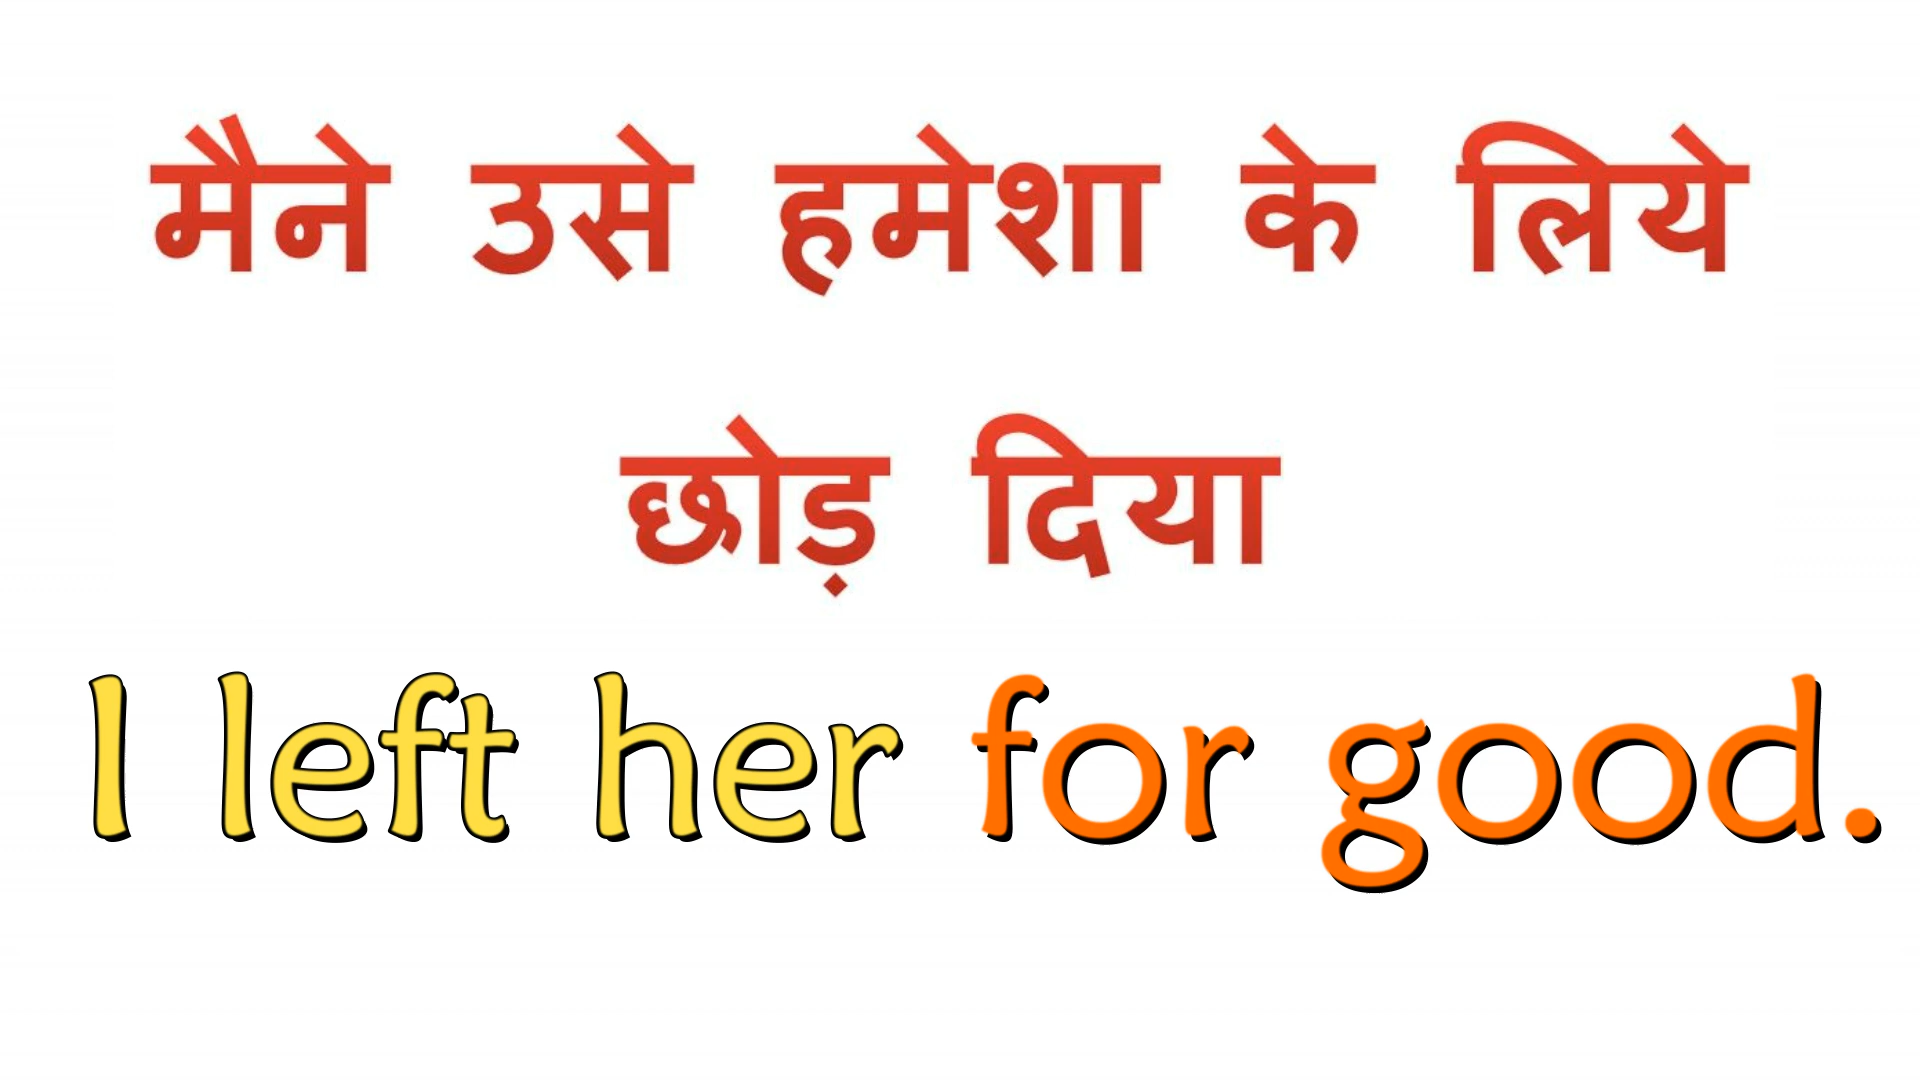 मैने उसे हमेशा के लिये
छोड़ दिया
I left her for good.